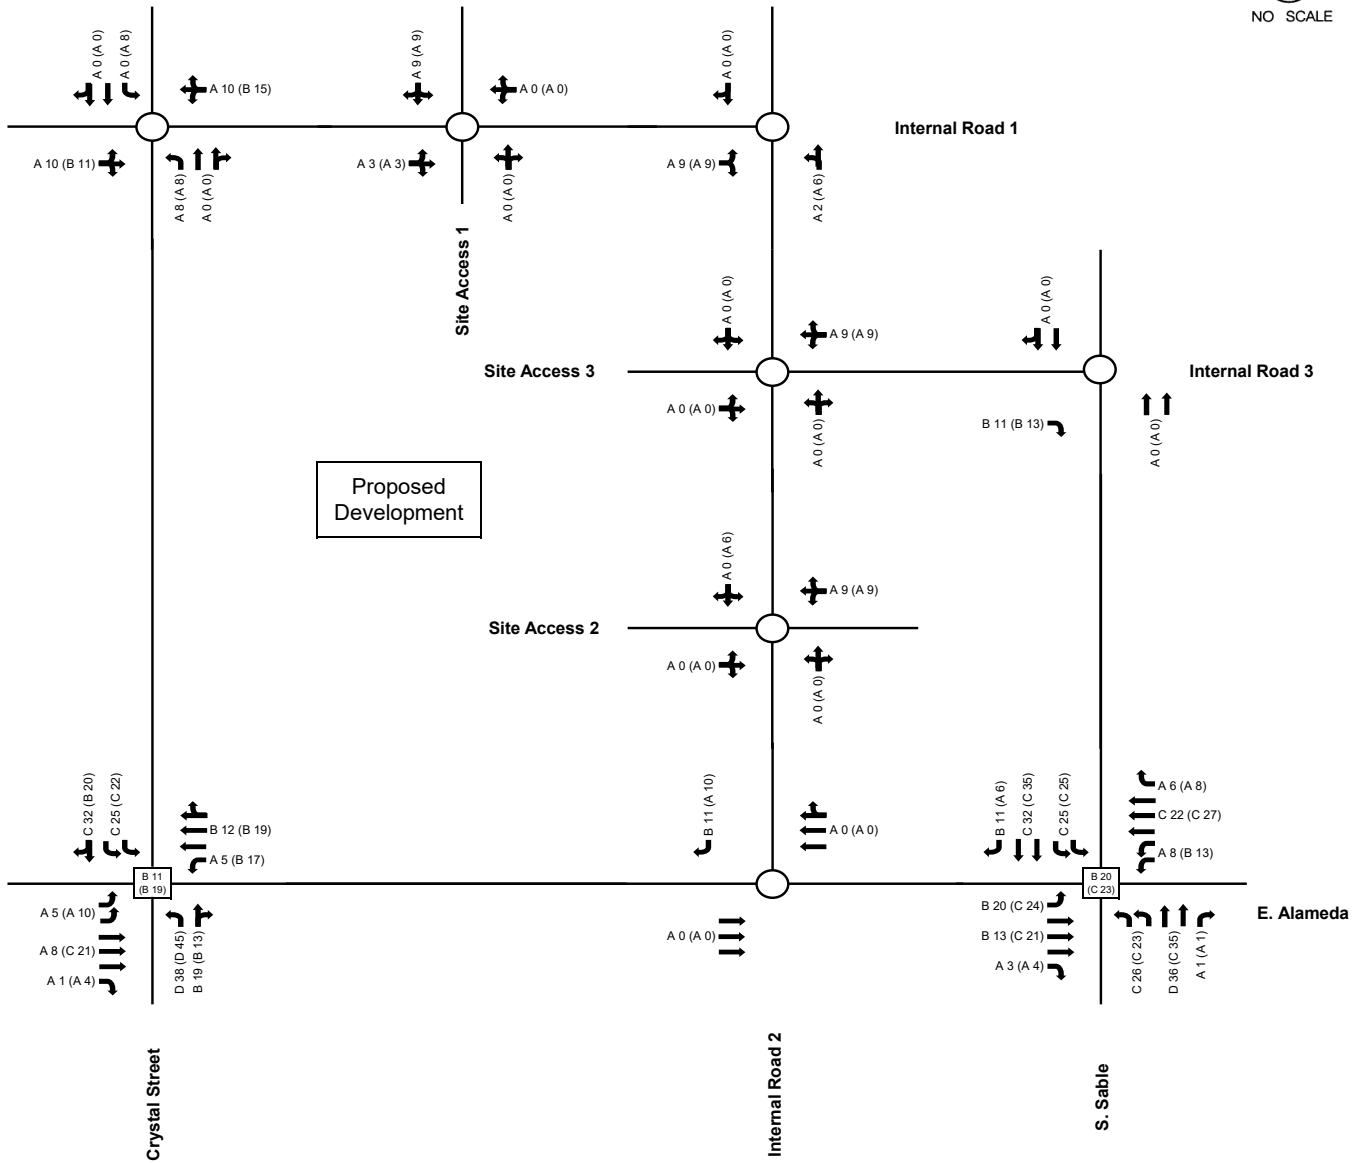 NO SCALE
A 0 (A 0)
A 0 (A 8)
A 10 (B 15)
A 9 (A 9)
A 0 (A 0)
A 0 (A 0)
Internal Road 1
A 10 (B 11)
A 8 (A 8)
A 0 (A 0)
A 3 (A 3)
A 0 (A 0)
A 9 (A 9)
A 2 (A 6)
Site Access 1
A 0 (A 0)
A 9 (A 9)
A 0 (A 0)
Site Access 3
Internal Road 3
A 0 (A 0)
A 0 (A 0)
B 11 (B 13)
A 0 (A 0)
Proposed
Development
A 0 (A 6)
A 9 (A 9)
Site Access 2
A 0 (A 0)
A 0 (A 0)
C 32 (B 20)
C 25 (C 22)
B 12 (B 19)
A 5 (B 17)
B 11 (A 10)
A 0 (A 0)
B 11 (A 6)
C 32 (C 35)
C 25 (C 25)
A 6 (A 8)
C 22 (C 27)
A 8 (B 13)
B 11
(B 19)
B 20
(C 23)
E. Alameda
A 5 (A 10)
A 8 (C 21)
A 1 (A 4)
D 38 (D 45)
B 19 (B 13)
A 0 (A 0)
B 20 (C 24)
B 13 (C 21)
A 3 (A 4)
C 26 (C 23)
D 36 (C 35)
A 1 (A 1)
Crystal Street
Internal Road 2
S. Sable